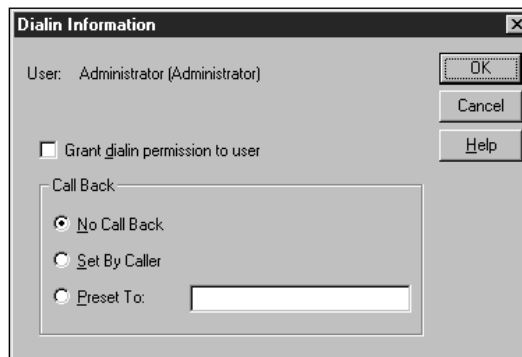 Dialin Information
User: Administrator (Administrator)
OK
Cancel
Help
Grant dialin permission to user
Call Back
No Call Back
Set By Caller
Preset To: